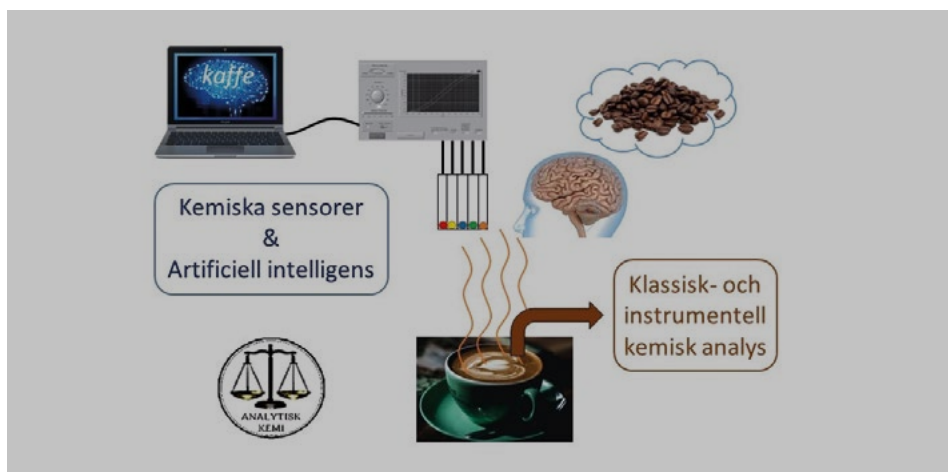 kaffe
Kemiska sensorer
&
Artificiell intelligens
Klassisk- och
instrumentell
kemisk analys
ANALYTISK
KEMI